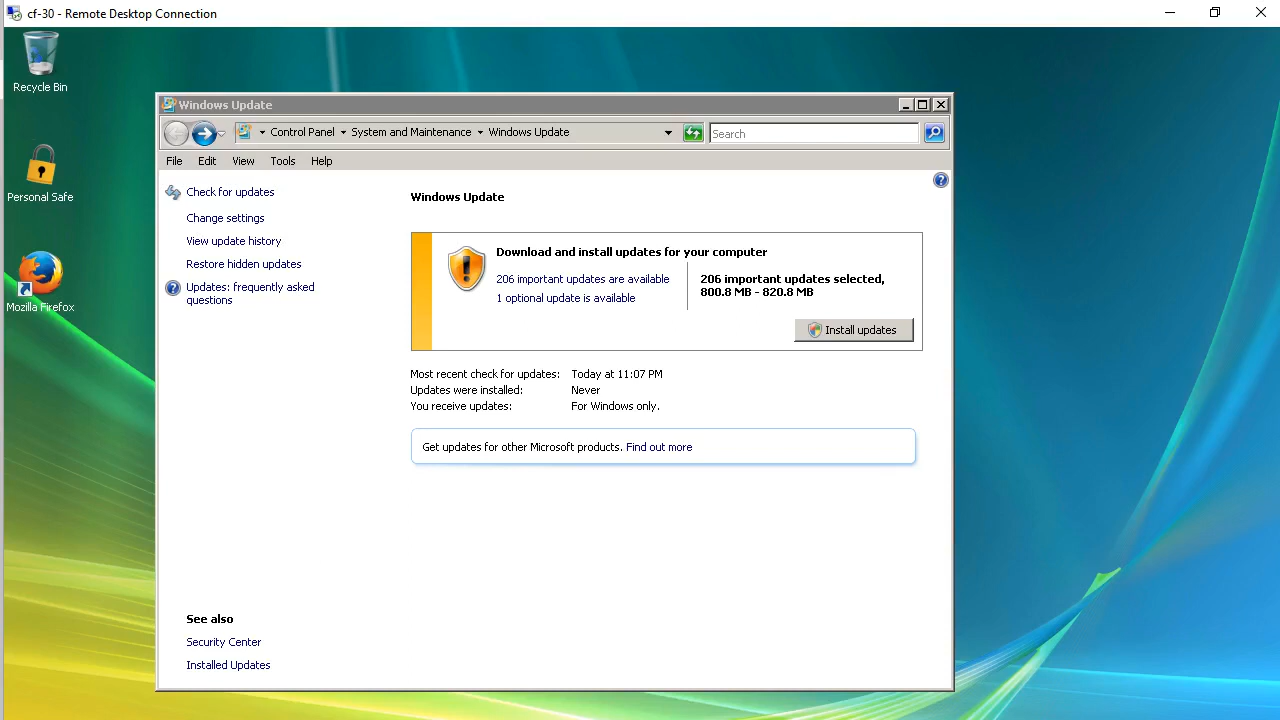 cf-30 - Remote Desktop Connection
Recycle Bin
Personal Safe
Mozilla Firefox
Windows Update
Control Panel
System and Maintenance
Windows Update
Search
File
Edit
View
Tools
Help
Check for updates
Change settings
View update history
Restore hidden updates
Updates: frequently asked
questions
See also
Security Center
Installed Updates
Windows Update
Download and install updates for your computer
206 important updates are available
1 optional update is available
206 important updates selected,
800.8 MB - 820.8 MB
Install updates
Most recent check for updates: Today at 11:07 PM
Updates were installed: Never
You receive updates: For Windows only.
Get updates for other Microsoft products. Find out more